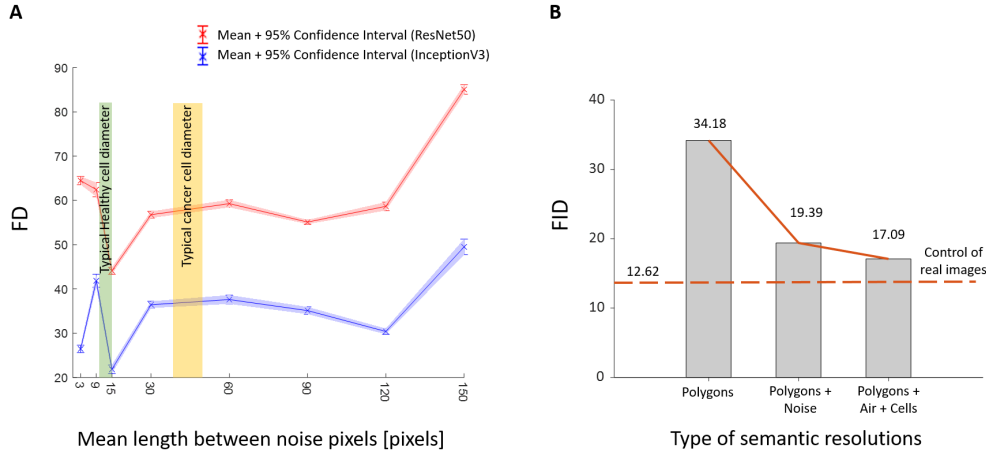 A
Mean + 95% Confidence Interval (ResNet50)
Mean + 95% Confidence Interval (InceptionV3)
90
80
70
60
50
40
30
20
FD
Typical Healthy cell diameter
Typical cancer cell diameter
3
9
15
30
60
90
120
150
Mean length between noise pixels [pixels]
B
40
30
20
10
0
FID
34.18
19.39
17.09
12.62
Control of
real images
Polygons
Polygons +
Noise
Polygons +
Air + Cells
Type of semantic resolutions